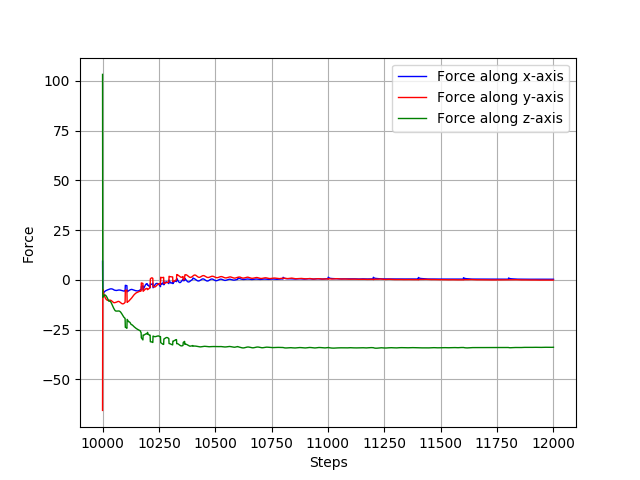 Force along x-axis
Force along y-axis
Force along z-axis
100
75
50
25
0
−25
−50
Force
10000 10250 10500 10750 11000 11250 11500 11750 12000
Steps